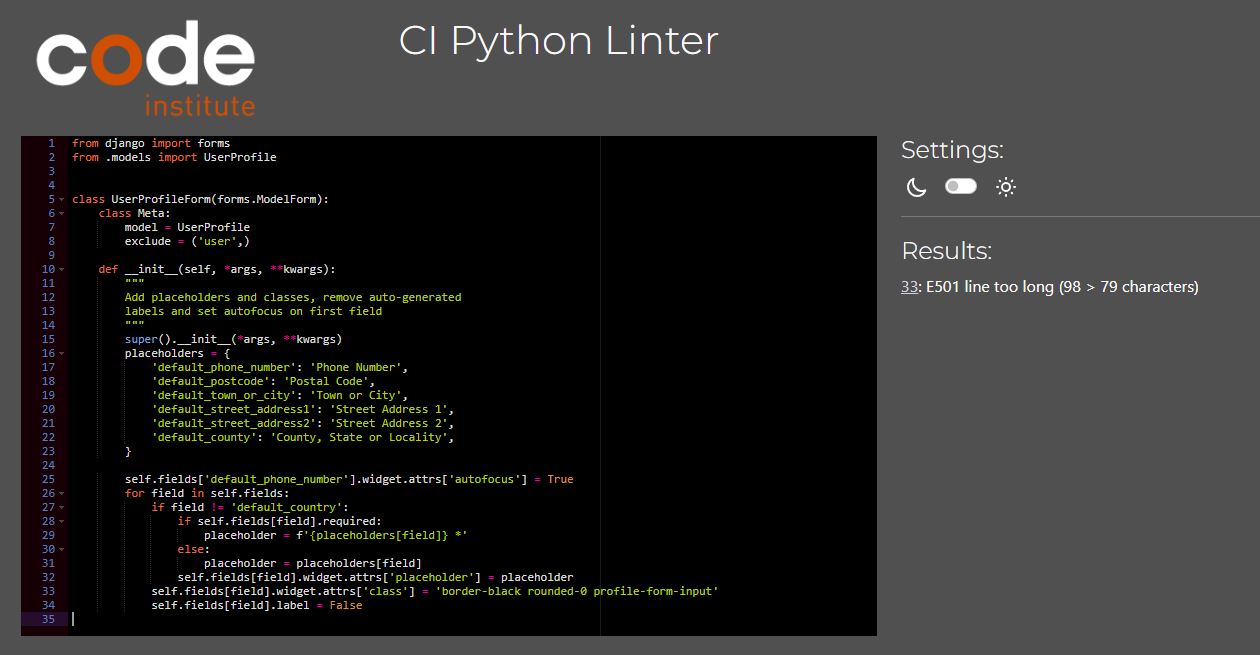 code
institute
CI Python Linter
1 from django import forms
2 from .models import UserProfile
3
4
5 class UserProfileForm(forms.ModelForm):
6     class Meta:
7         model = UserProfile
8         exclude = ('user',)
9
10     def __init__(self, *args, **kwargs):
11         """
12         Add placeholders and classes, remove auto-generated
13         labels and set autofocus on first field
14         """
15         super().__init__(*args, **kwargs)
16         placeholders = {
17             'default_phone_number': 'Phone Number',
18             'default_postcode': 'Postal Code',
19             'default_town_or_city': 'Town or City',
20             'default_street_address1': 'Street Address 1',
21             'default_street_address2': 'Street Address 2',
22             'default_county': 'County, State or Locality',
23         }
24
25         self.fields['default_phone_number'].widget.attrs['autofocus'] = True
26         for field in self.fields:
27             if field != 'default_country':
28                 if self.fields[field].required:
29                     placeholder = f'{placeholders[field]} *'
30                 else:
31                     placeholder = placeholders[field]
32                 self.fields[field].widget.attrs['placeholder'] = placeholder
33             self.fields[field].widget.attrs['class'] = 'border-black rounded-0 profile-form-input'
34             self.fields[field].label = False
35
Settings:
Results:
33: E501 line too long (98 > 79 characters)